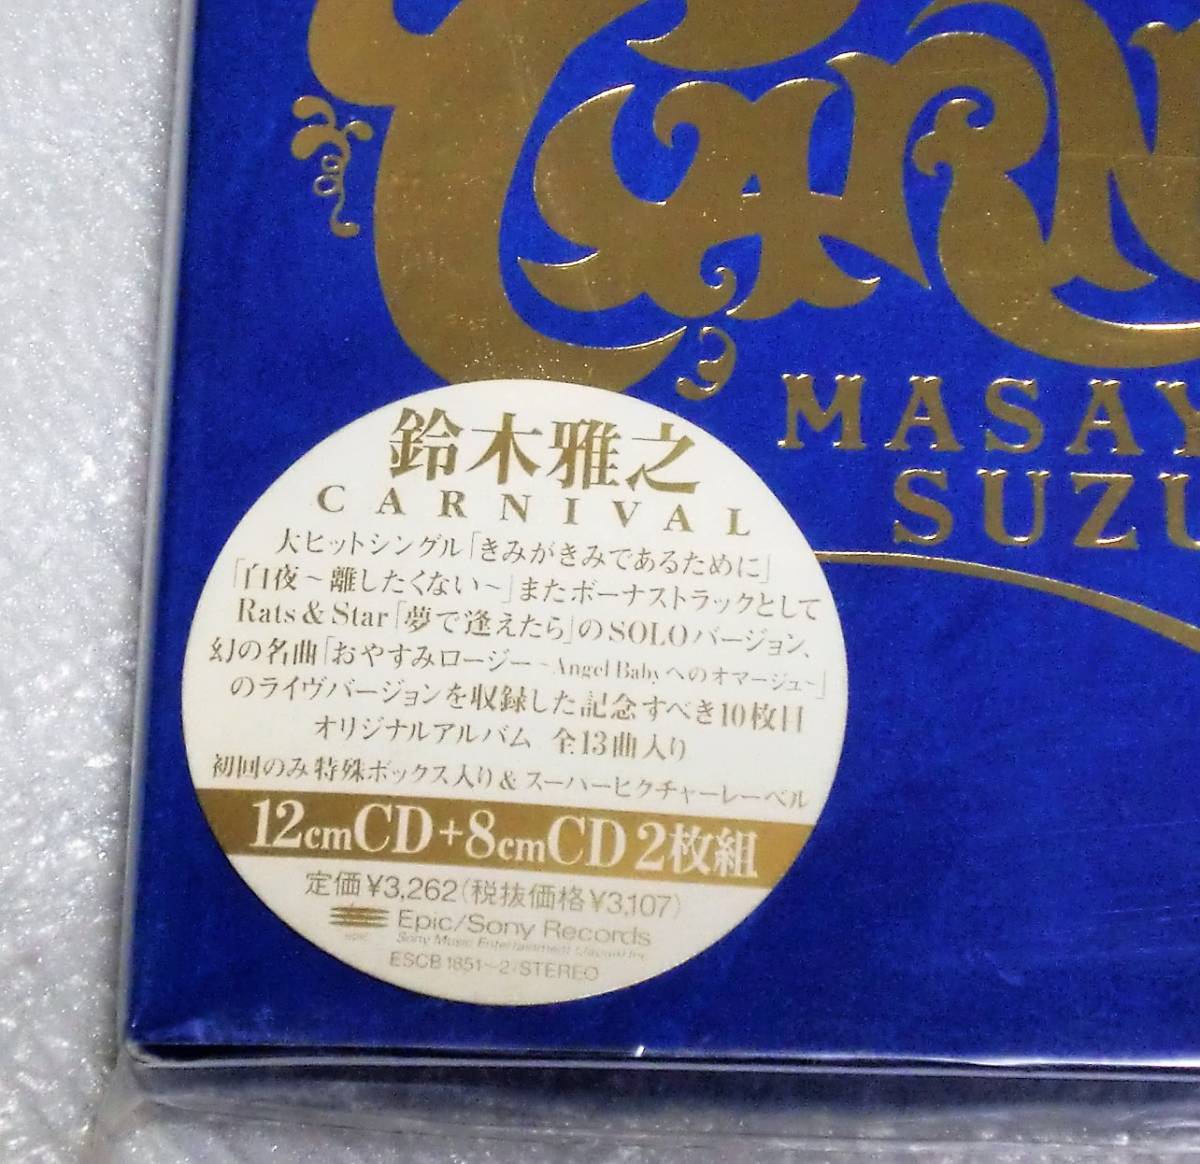 CARN
MASAY
SUZU
鈴木雅之
CARNIVAL
大ヒットシングル「きみがきみであるために」
「白夜～離したくない～」またボーナストラックとして
Rats & Star「夢で逢えたら」のSOLOバージョン、
幻の名曲「おやすみロージー～Angel Babyへのオマージュ～」
のライヴバージョンを収録した記念すべき10枚目
オリジナルアルバム 全13曲入り
初回のみ特殊ボックス入り&スーパーピクチャーレーベル
12cmCD+8cmCD 2枚組
定価¥3,262(税抜価格¥3,107)
EPIC
Epic/Sony Records
Sony Music Entertainment (Japan) Inc.
ESCB 1851～2/STEREO